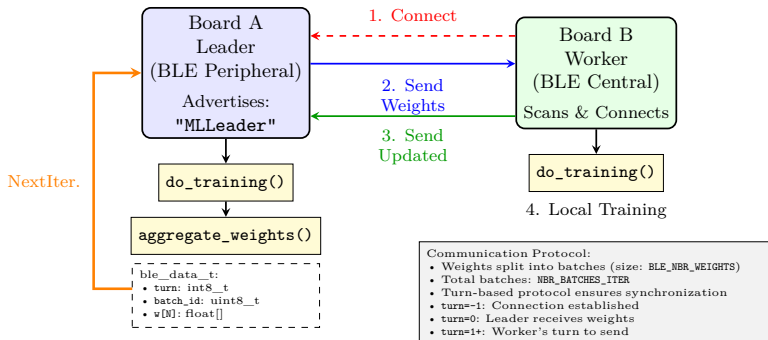 Board A
Leader
(BLE Peripheral)
Advertises:
"MLLeader"
1. Connect
2. Send
Weights
3. Send
Updated
Board B
Worker
(BLE Central)
Scans & Connects
do_training()
do_training()
NextIter.
4. Local Training
aggregate_weights()
ble_data_t:
• turn: int8_t
• batch_id: uint8_t
• w[N]: float[]
Communication Protocol:
• Weights split into batches (size: BLE_NBR_WEIGHTS)
• Total batches: NBR_BATCHES_ITER
• Turn-based protocol ensures synchronization
• turn=-1: Connection established
• turn=0: Leader receives weights
• turn=1+: Worker's turn to send